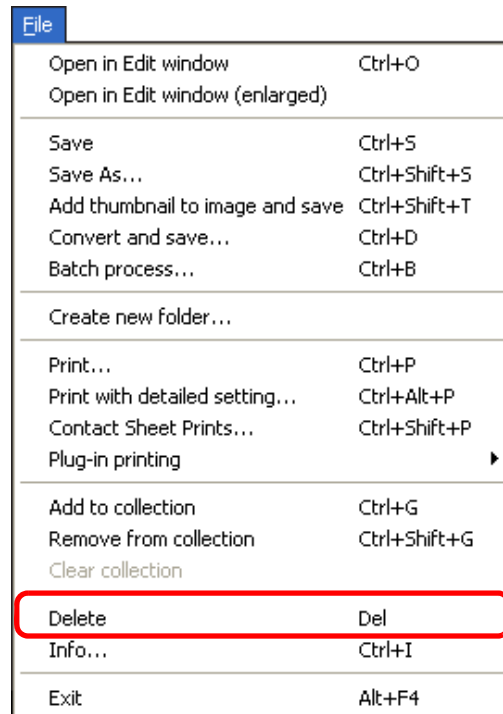 File
Open in Edit window Ctrl+O
Open in Edit window (enlarged)
Save Ctrl+S
Save As... Ctrl+Shift+S
Add thumbnail to image and save Ctrl+Shift+T
Convert and save... Ctrl+D
Batch process... Ctrl+B
Create new folder...
Print... Ctrl+P
Print with detailed setting... Ctrl+Alt+P
Contact Sheet Prints... Ctrl+Shift+P
Plug-in printing
Add to collection Ctrl+G
Remove from collection Ctrl+Shift+G
Clear collection
Delete Del
Info... Ctrl+I
Exit Alt+F4